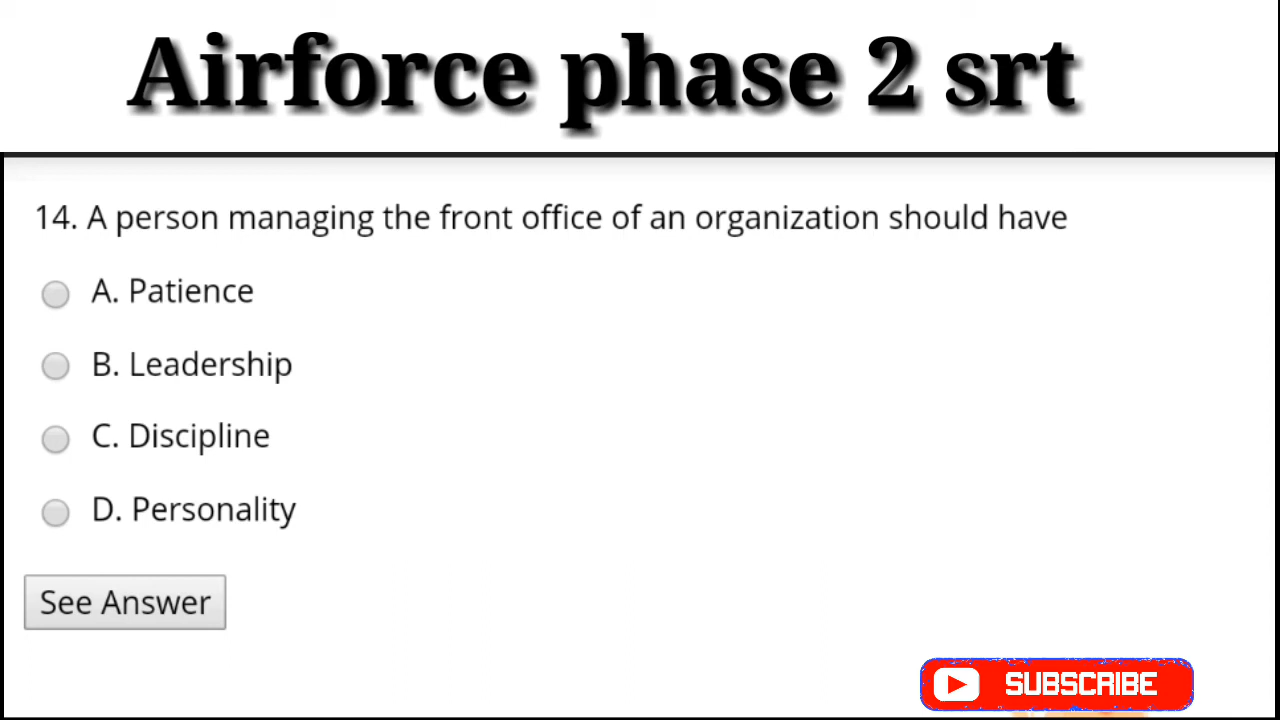 Airforce phase 2 srt
14. A person managing the front office of an organization should have
A. Patience
B. Leadership
C. Discipline
D. Personality
See Answer
SUBSCRIBE